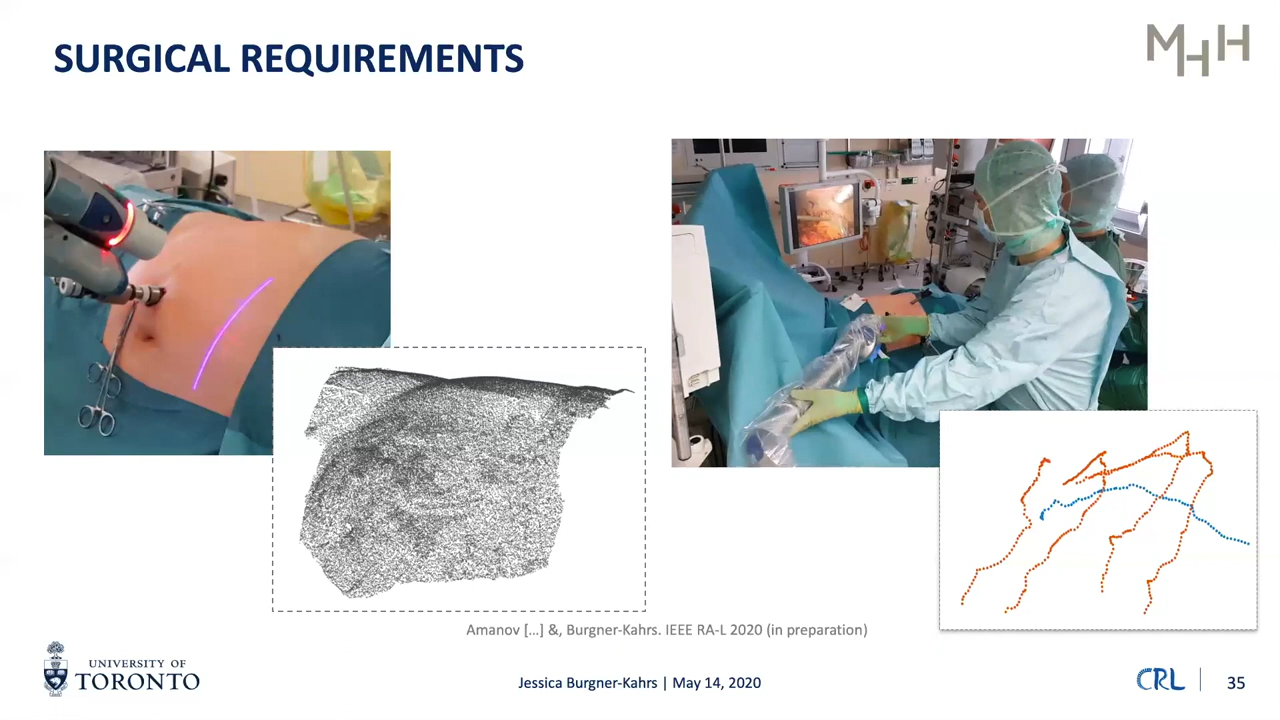 SURGICAL REQUIREMENTS
MHH
Amanov […] &, Burgner-Kahrs. IEEE RA-L 2020 (in preparation)
UNIVERSITY OF
TORONTO
Jessica Burgner-Kahrs | May 14, 2020
CRL
35